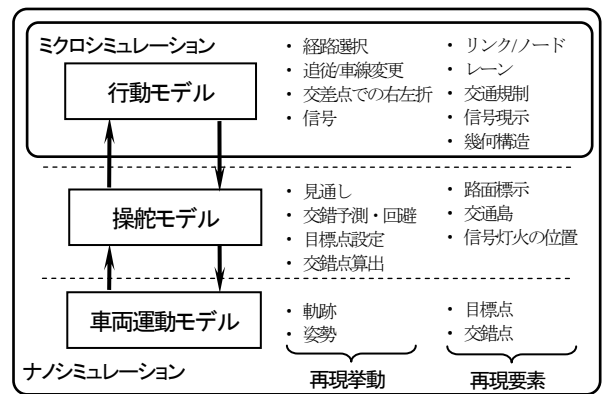 ミクロシミュレーション
行動モデル
・ 経路選択
・ 追従/車線変更
・ 交差点での右左折
・ 信号
・ リンク/ノード
・ レーン
・ 交通規制
・ 信号現示
・ 幾何構造
操舵モデル
・ 見通し
・ 交錯予測・回避
・ 目標点設定
・ 交錯点算出
・ 路面標示
・ 交通島
・ 信号灯火の位置
車両運動モデル
・ 軌跡
・ 姿勢
・ 目標点
・ 交錯点
ナノシミュレーション
再現挙動
再現要素